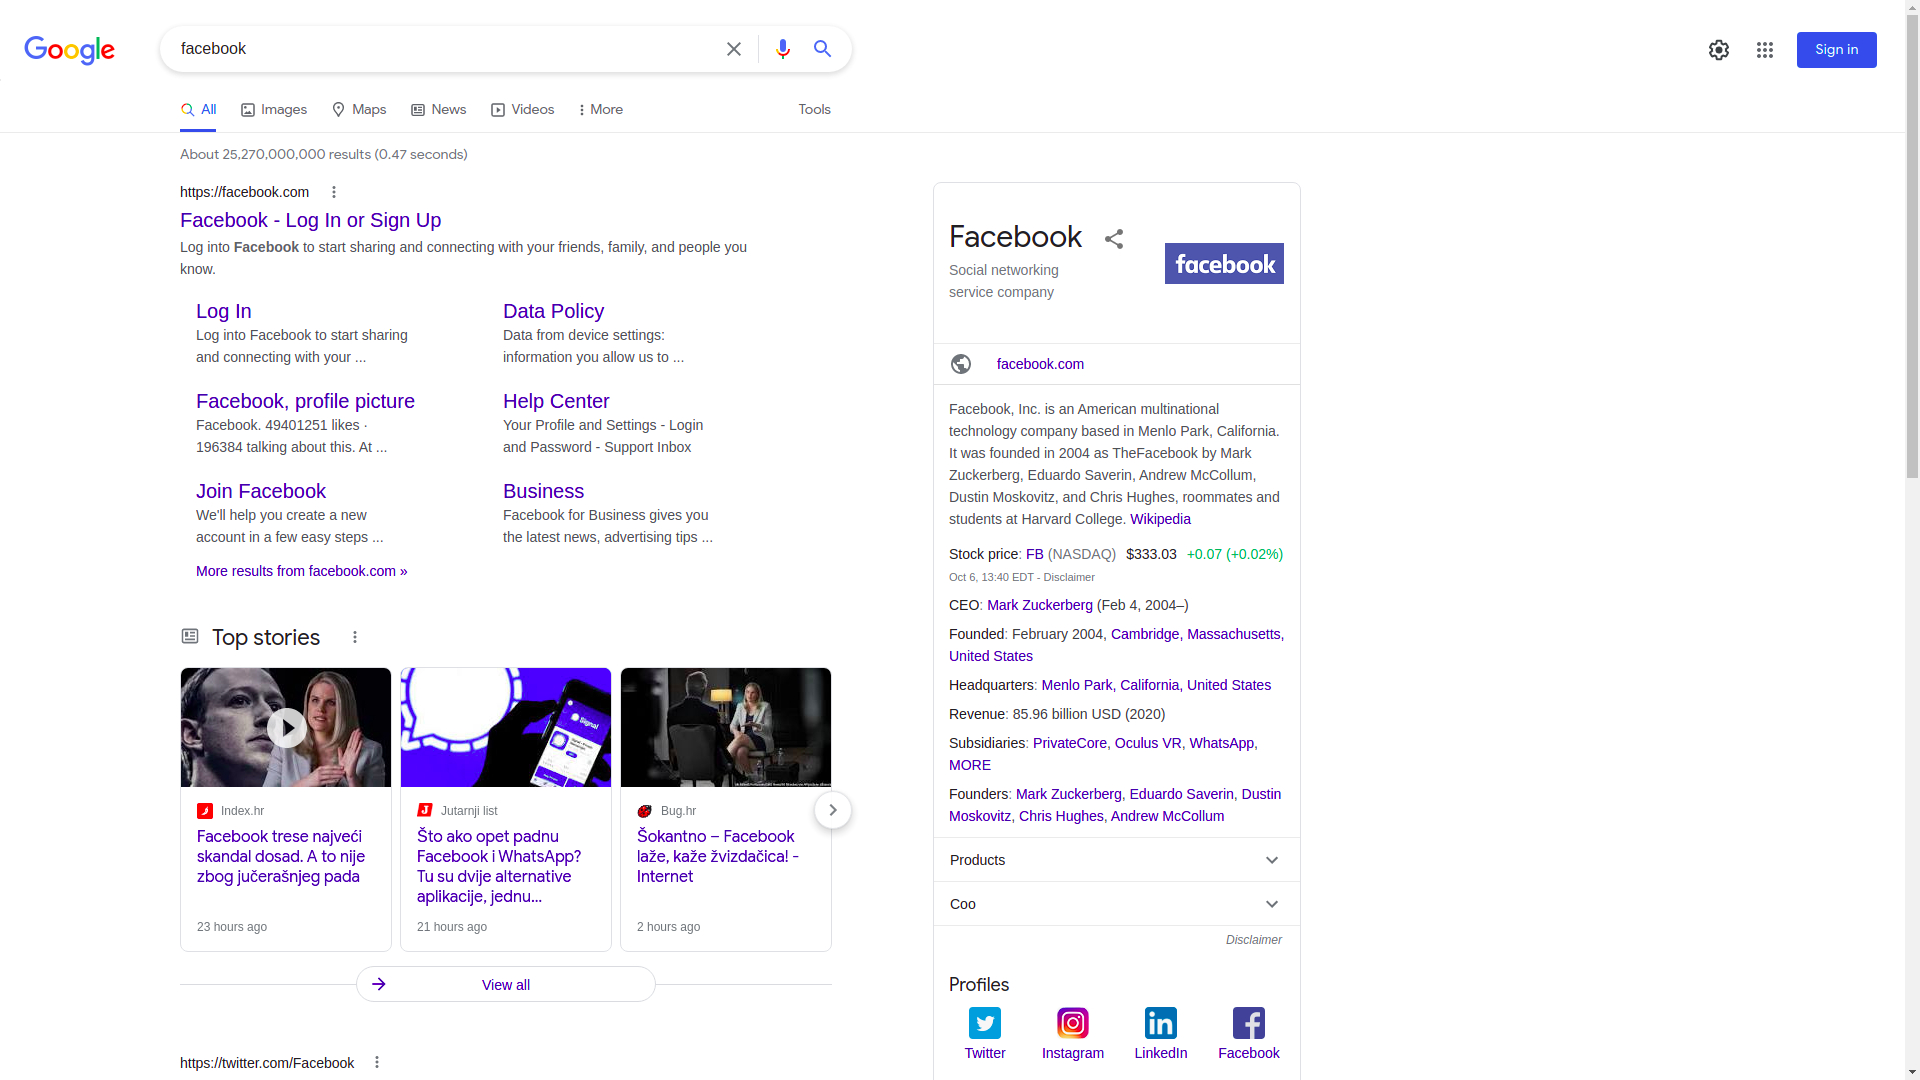 Google
facebook
Sign in
All
Images
Maps
News
Videos
More
Tools
About 25,270,000,000 results (0.47 seconds)
https://facebook.com
Facebook - Log In or Sign Up
Log into Facebook to start sharing and connecting with your friends, family, and people you
know.
Log In
Log into Facebook to start sharing
and connecting with your ...
Data Policy
Data from device settings:
information you allow us to ...
Facebook, profile picture
Facebook. 49401251 likes ·
196384 talking about this. At ...
Help Center
Your Profile and Settings - Login
and Password - Support Inbox
Join Facebook
We'll help you create a new
account in a few easy steps ...
Business
Facebook for Business gives you
the latest news, advertising tips ...
More results from facebook.com »
Top stories
Signal
Index.hr
Facebook trese najveći
skandal dosad. A to nije
zbog jučerašnjeg pada
23 hours ago
Jutarnji list
Što ako opet padnu
Facebook i WhatsApp?
Tu su dvije alternative
aplikacije, jednu...
21 hours ago
Bug.hr
Šokantno – Facebook
laže, kaže žvizdačica! -
Internet
2 hours ago
View all
https://twitter.com/Facebook
Facebook
Social networking
service company
facebook
facebook.com
Facebook, Inc. is an American multinational
technology company based in Menlo Park, California.
It was founded in 2004 as TheFacebook by Mark
Zuckerberg, Eduardo Saverin, Andrew McCollum,
Dustin Moskovitz, and Chris Hughes, roommates and
students at Harvard College. Wikipedia
Stock price: FB (NASDAQ) $333.03 +0.07 (+0.02%)
Oct 6, 13:40 EDT - Disclaimer
CEO: Mark Zuckerberg (Feb 4, 2004–)
Founded: February 2004, Cambridge, Massachusetts,
United States
Headquarters: Menlo Park, California, United States
Revenue: 85.96 billion USD (2020)
Subsidiaries: PrivateCore, Oculus VR, WhatsApp,
MORE
Founders: Mark Zuckerberg, Eduardo Saverin, Dustin
Moskovitz, Chris Hughes, Andrew McCollum
Products
Coo
Disclaimer
Profiles
Twitter
Instagram
LinkedIn
Facebook